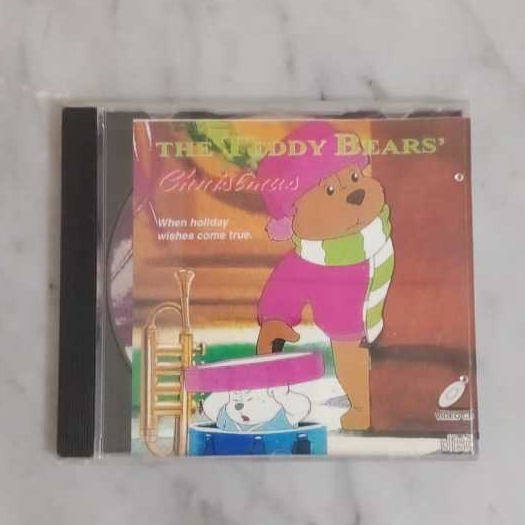 THE TEDDY BEARS'
Christmas
When holiday
wishes come true.
VIDEO CD